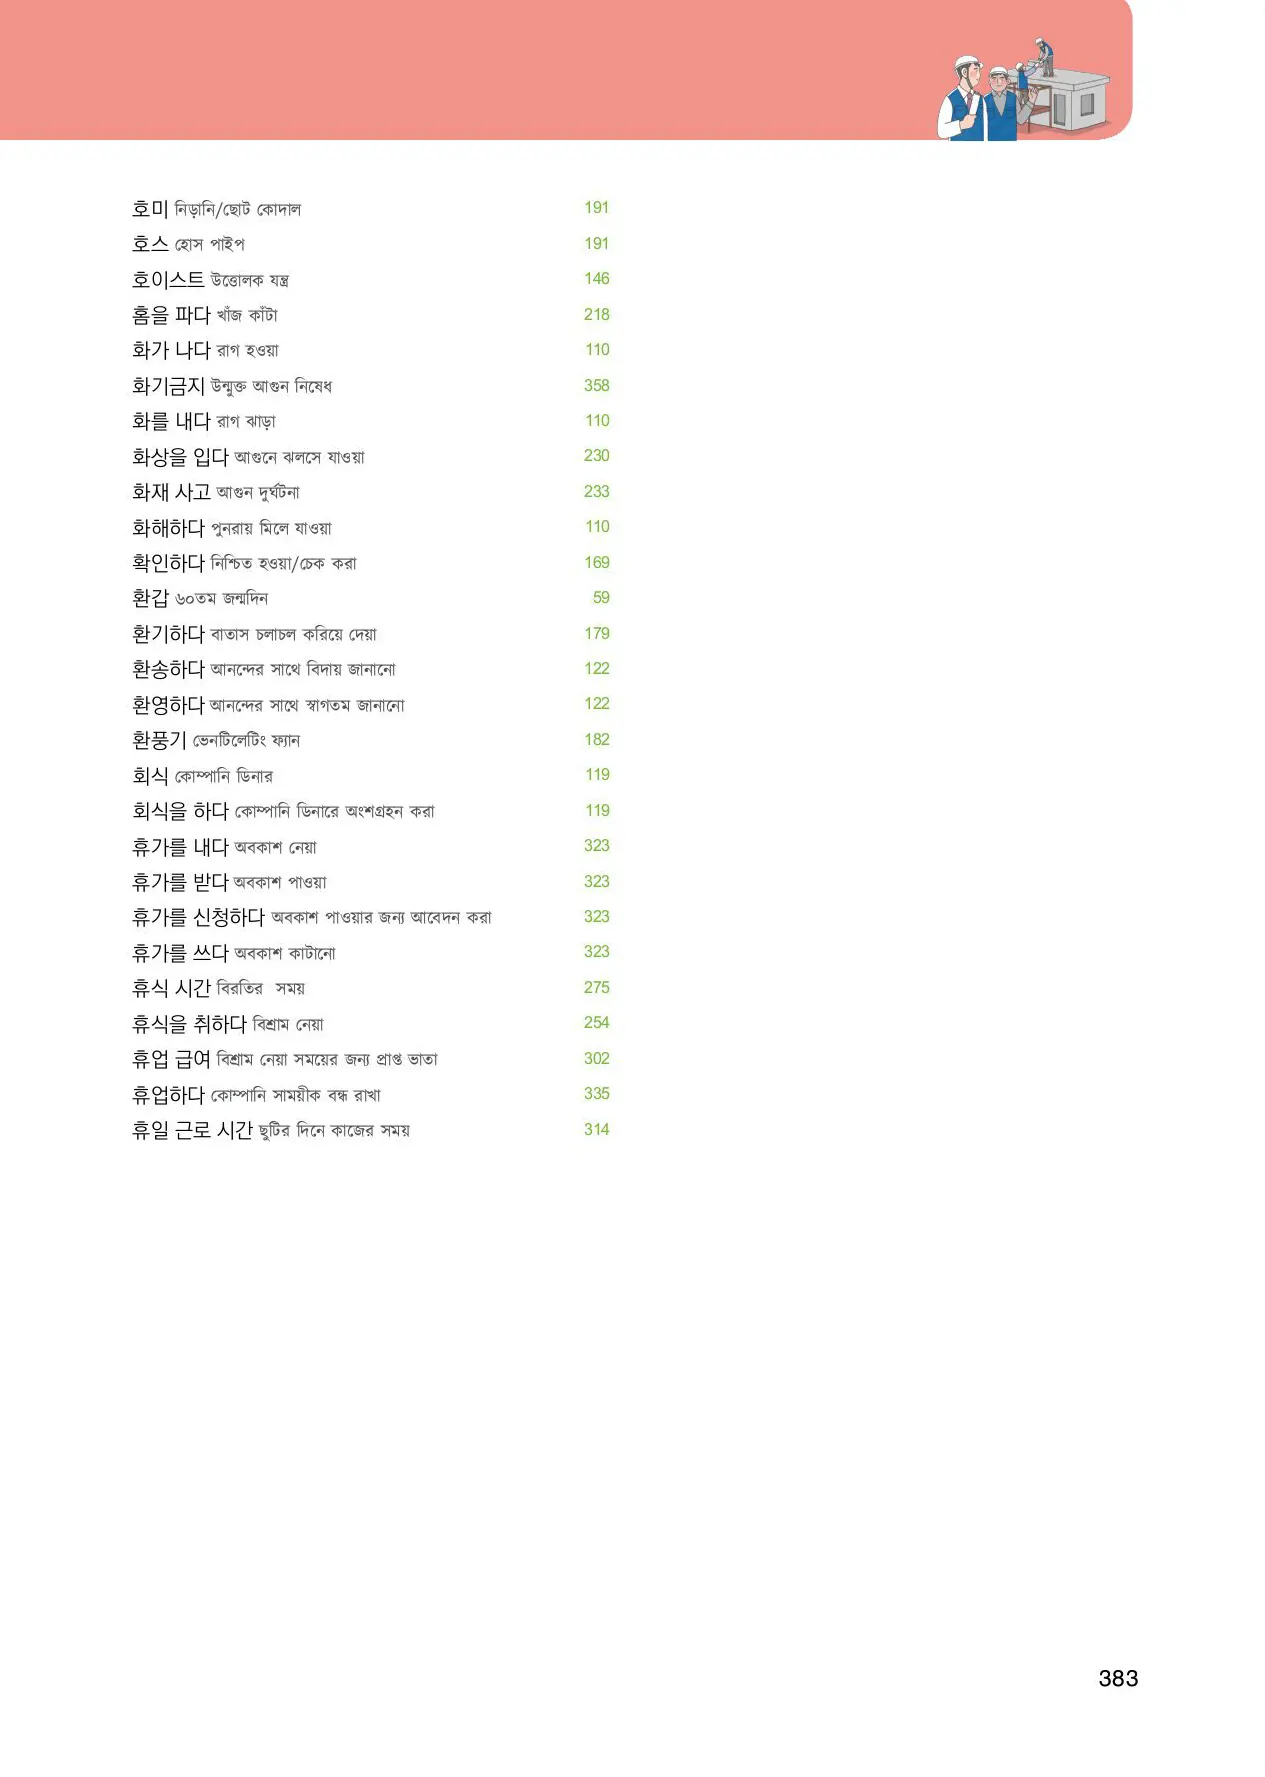 호미 নিড়ানি/ছোট কোদাল 191
호스 হোস পাইপ 191
호이스트 উত্তোলক যন্ত্র 146
홈을 파다 খাঁজ কাঁটা 218
화가 나다 রাগ হওয়া 110
화기금지 উন্মুক্ত আগুন নিষেধ 358
화를 내다 রাগ ঝাড়া 110
화상을 입다 আগুনে ঝলসে যাওয়া 230
화재 사고 আগুন দুর্ঘটনা 233
화해하다 পুনরায় মিলে যাওয়া 110
확인하다 নিশ্চিত হওয়া/চেক করা 169
환갑 ৬০তম জন্মদিন 59
환기하다 বাতাস চলাচল করিয়ে দেয়া 179
환송하다 আনন্দের সাথে বিদায় জানানো 122
환영하다 আনন্দের সাথে স্বাগতম জানানো 122
환풍기 ভেনটিলেটিং ফ্যান 182
회식 কোম্পানি ডিনার 119
회식을 하다 কোম্পানি ডিনারে অংশগ্রহন করা 119
휴가를 내다 অবকাশ নেয়া 323
휴가를 받다 অবকাশ পাওয়া 323
휴가를 신청하다 অবকাশ পাওয়ার জন্য আবেদন করা 323
휴가를 쓰다 অবকাশ কাটানো 323
휴식 시간 বিরতির সময় 275
휴식을 취하다 বিশ্রাম নেয়া 254
휴업 급여 বিশ্রাম নেয়া সময়ের জন্য প্রাপ্ত ভাতা 302
휴업하다 কোম্পানি সাময়ীক বন্ধ রাখা 335
휴일 근로 시간 ছুটির দিনে কাজের সময় 314
383